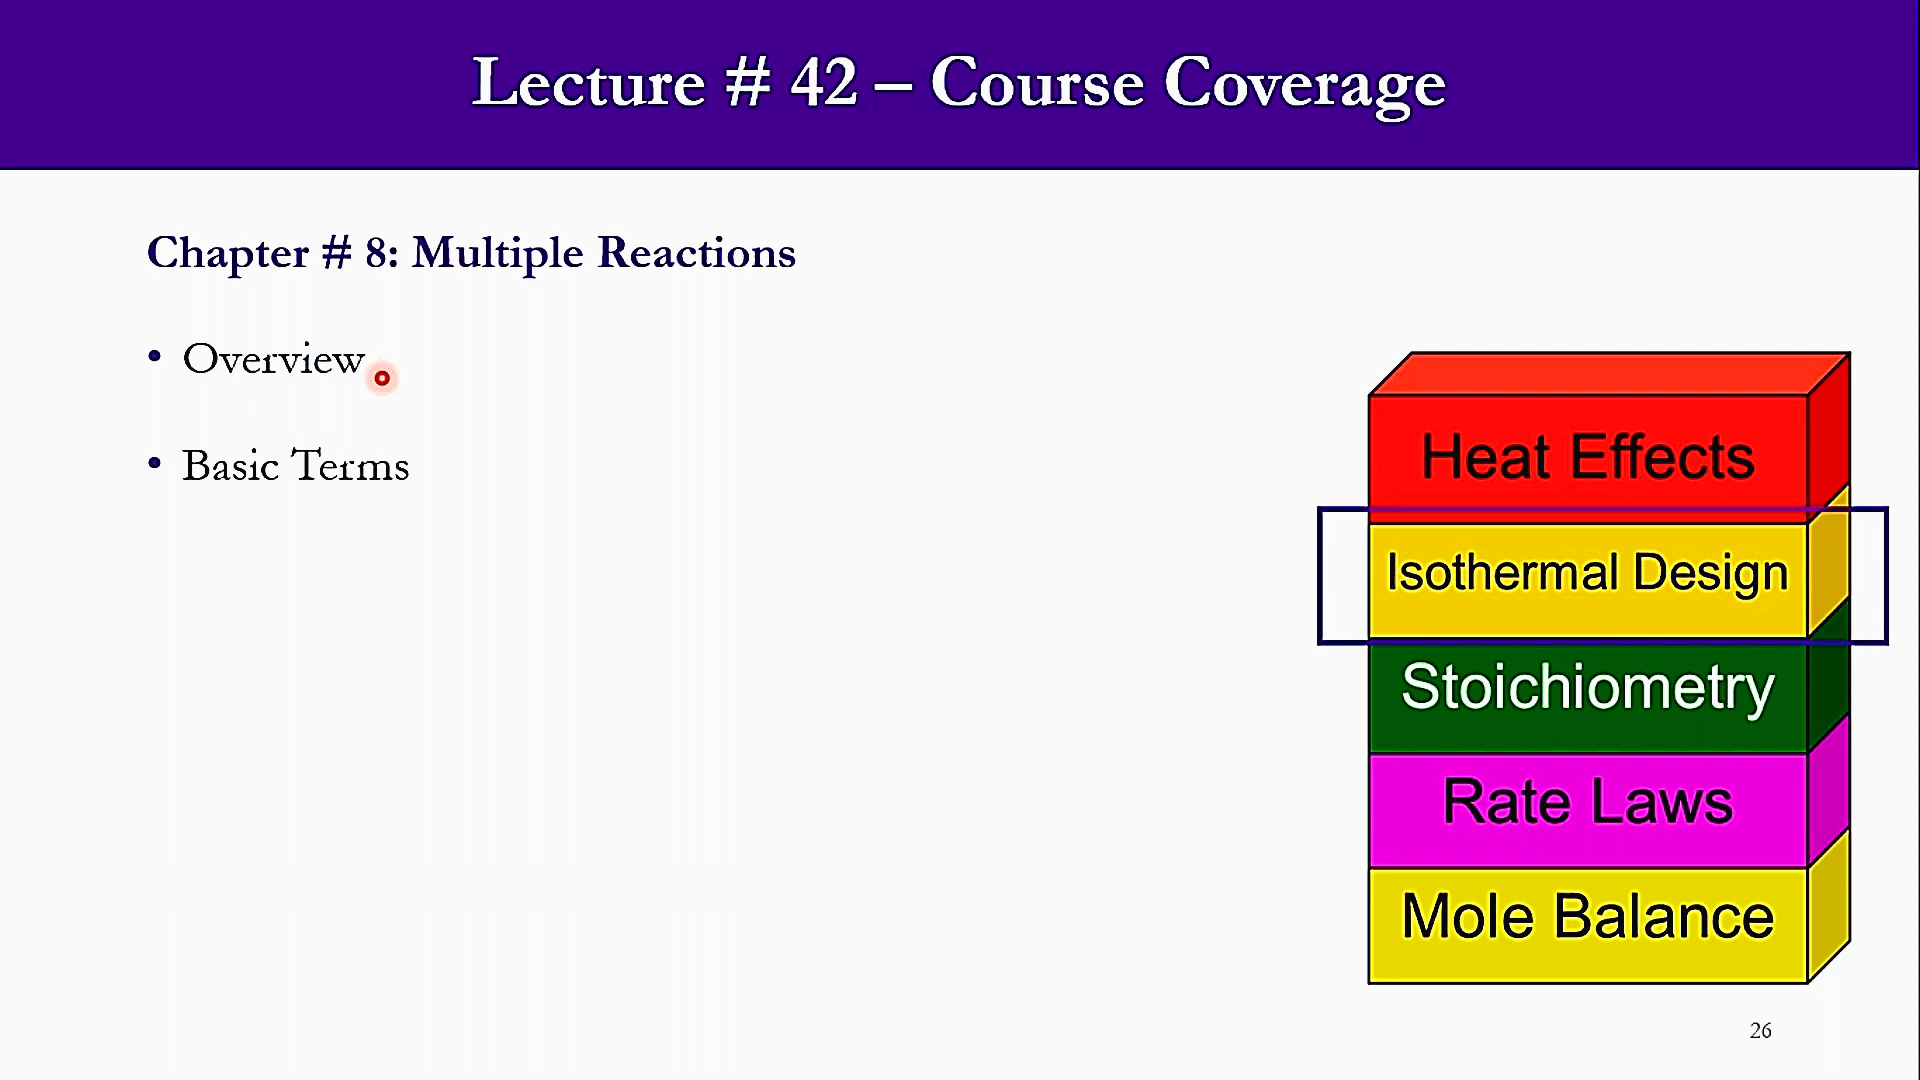 Lecture # 42 – Course Coverage
Chapter # 8: Multiple Reactions
• Overview
• Basic Terms
Heat Effects
Isothermal Design
Stoichiometry
Rate Laws
Mole Balance
26